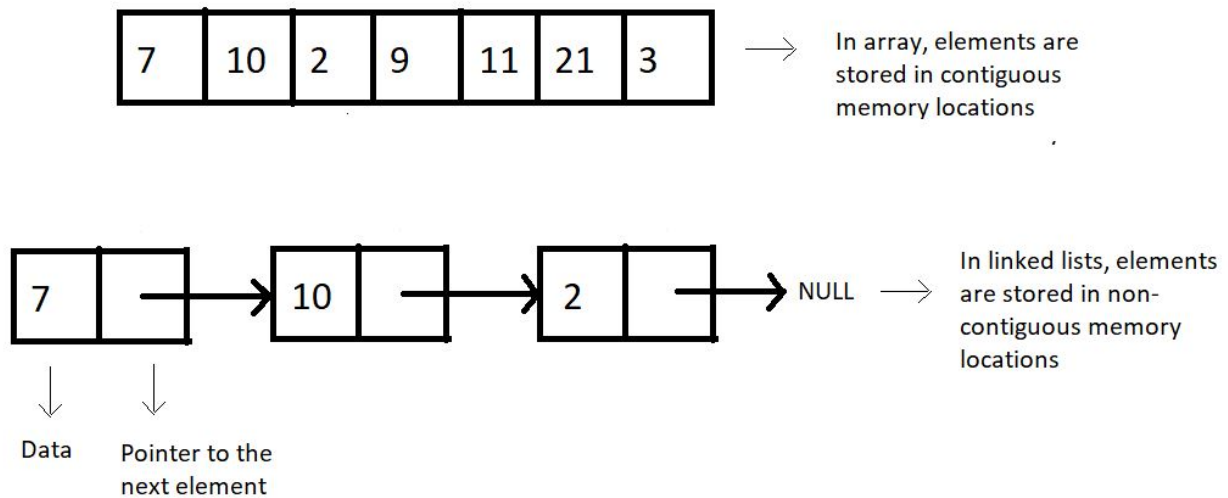 7 10 2 9 11 21 3
In array, elements are
stored in contiguous
memory locations
7
10
2
NULL
In linked lists, elements
are stored in non-
contiguous memory
locations
Data
Pointer to the
next element